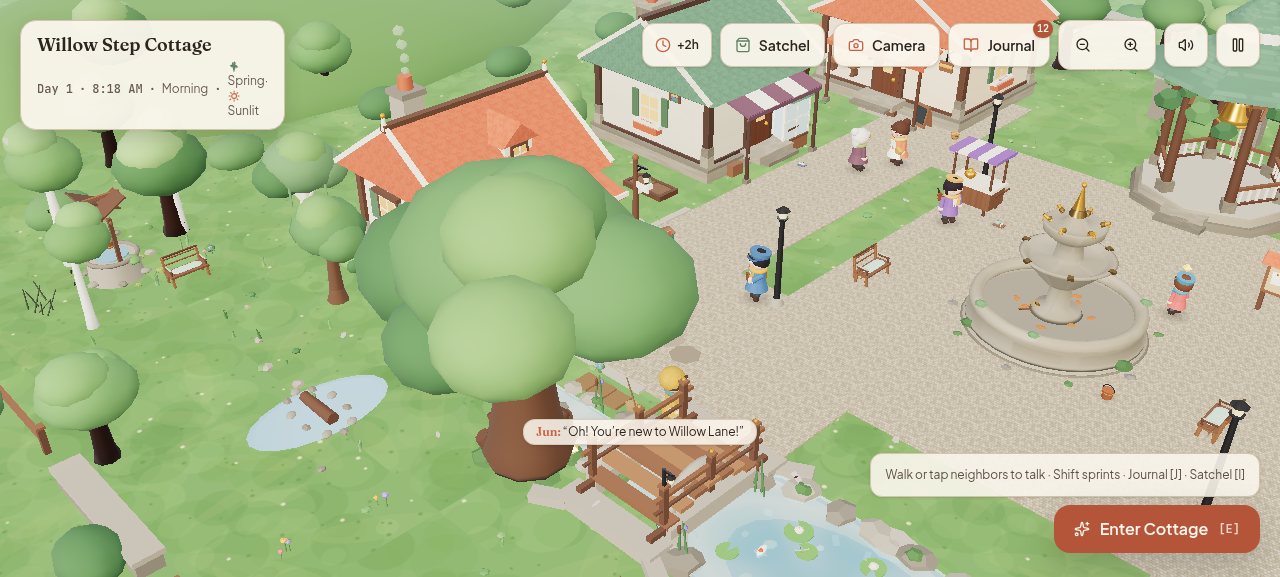 Willow Step Cottage
Day 1 · 8:18 AM · Morning ·
Spring ·
Sunlit
+2h
Satchel
Camera
Journal
12
Jun: “Oh! You're new to Willow Lane!”
Walk or tap neighbors to talk · Shift sprints · Journal [J] · Satchel [I]
Enter Cottage [E]